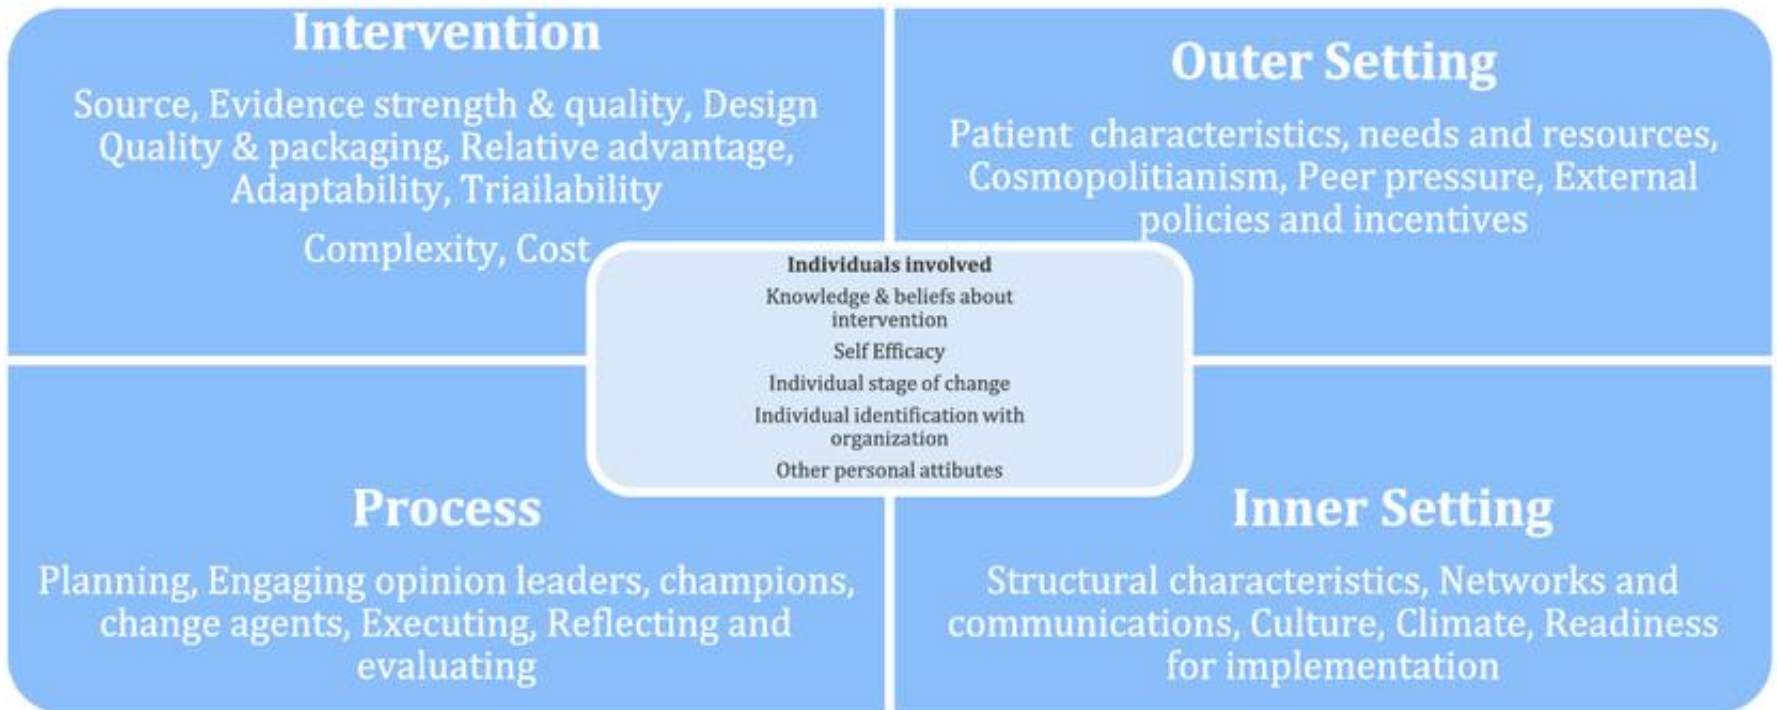 Intervention
Source, Evidence strength & quality, Design
Quality & packaging, Relative advantage,
Adaptability, Triailability
Complexity, Cost
Outer Setting
Patient characteristics, needs and resources,
Cosmopolitianism, Peer pressure, External
policies and incentives
Individuals involved
Knowledge & beliefs about
intervention
Self Efficacy
Individual stage of change
Individual identification with
organization
Other personal attibutes
Process
Planning, Engaging opinion leaders, champions,
change agents, Executing, Reflecting and
evaluating
Inner Setting
Structural characteristics, Networks and
communications, Culture, Climate, Readiness
for implementation